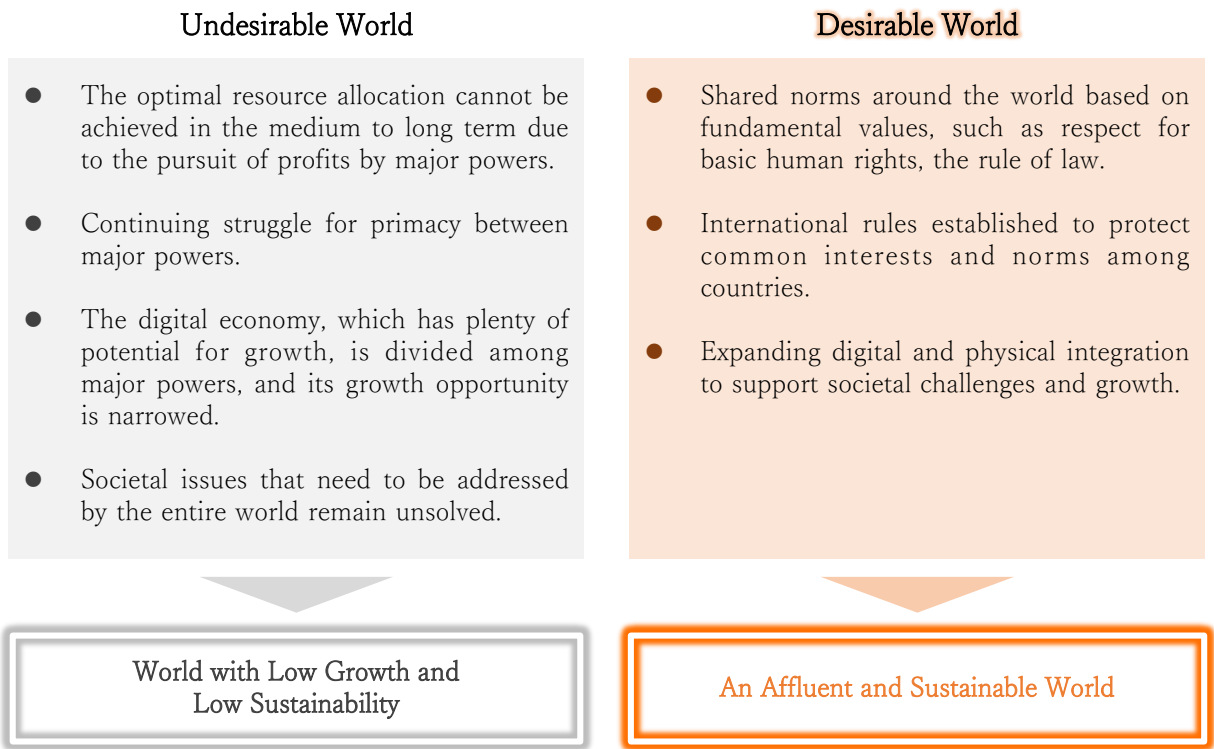 Undesirable World
● The optimal resource allocation cannot be
achieved in the medium to long term due
to the pursuit of profits by major powers.
● Continuing struggle for primacy between
major powers.
● The digital economy, which has plenty of
potential for growth, is divided among
major powers, and its growth opportunity
is narrowed.
● Societal issues that need to be addressed
by the entire world remain unsolved.
World with Low Growth and
Low Sustainability
Desirable World
● Shared norms around the world based on
fundamental values, such as respect for
basic human rights, the rule of law.
● International rules established to protect
common interests and norms among
countries.
● Expanding digital and physical integration
to support societal challenges and growth.
An Affluent and Sustainable World